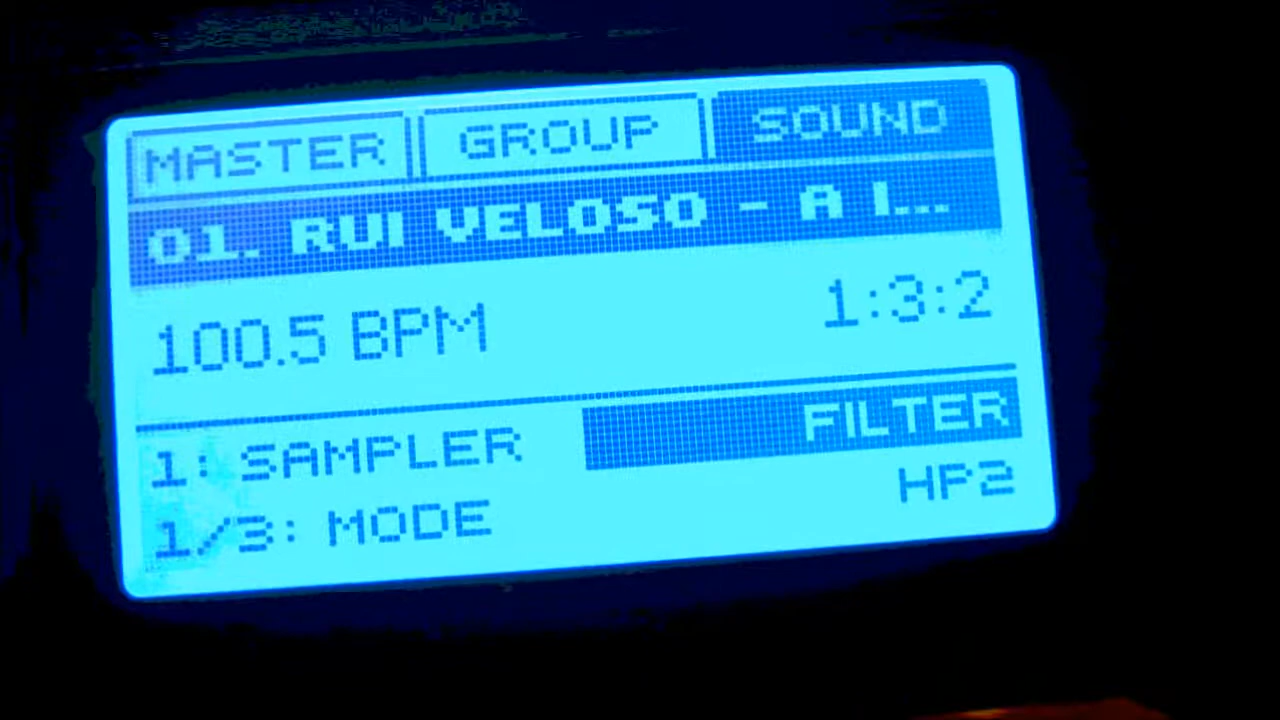 MASTER GROUP SOUND
01. RUI VELOSO - A I...
100.5 BPM 1:3:2
1: SAMPLER FILTER
1/3: MODE HP2